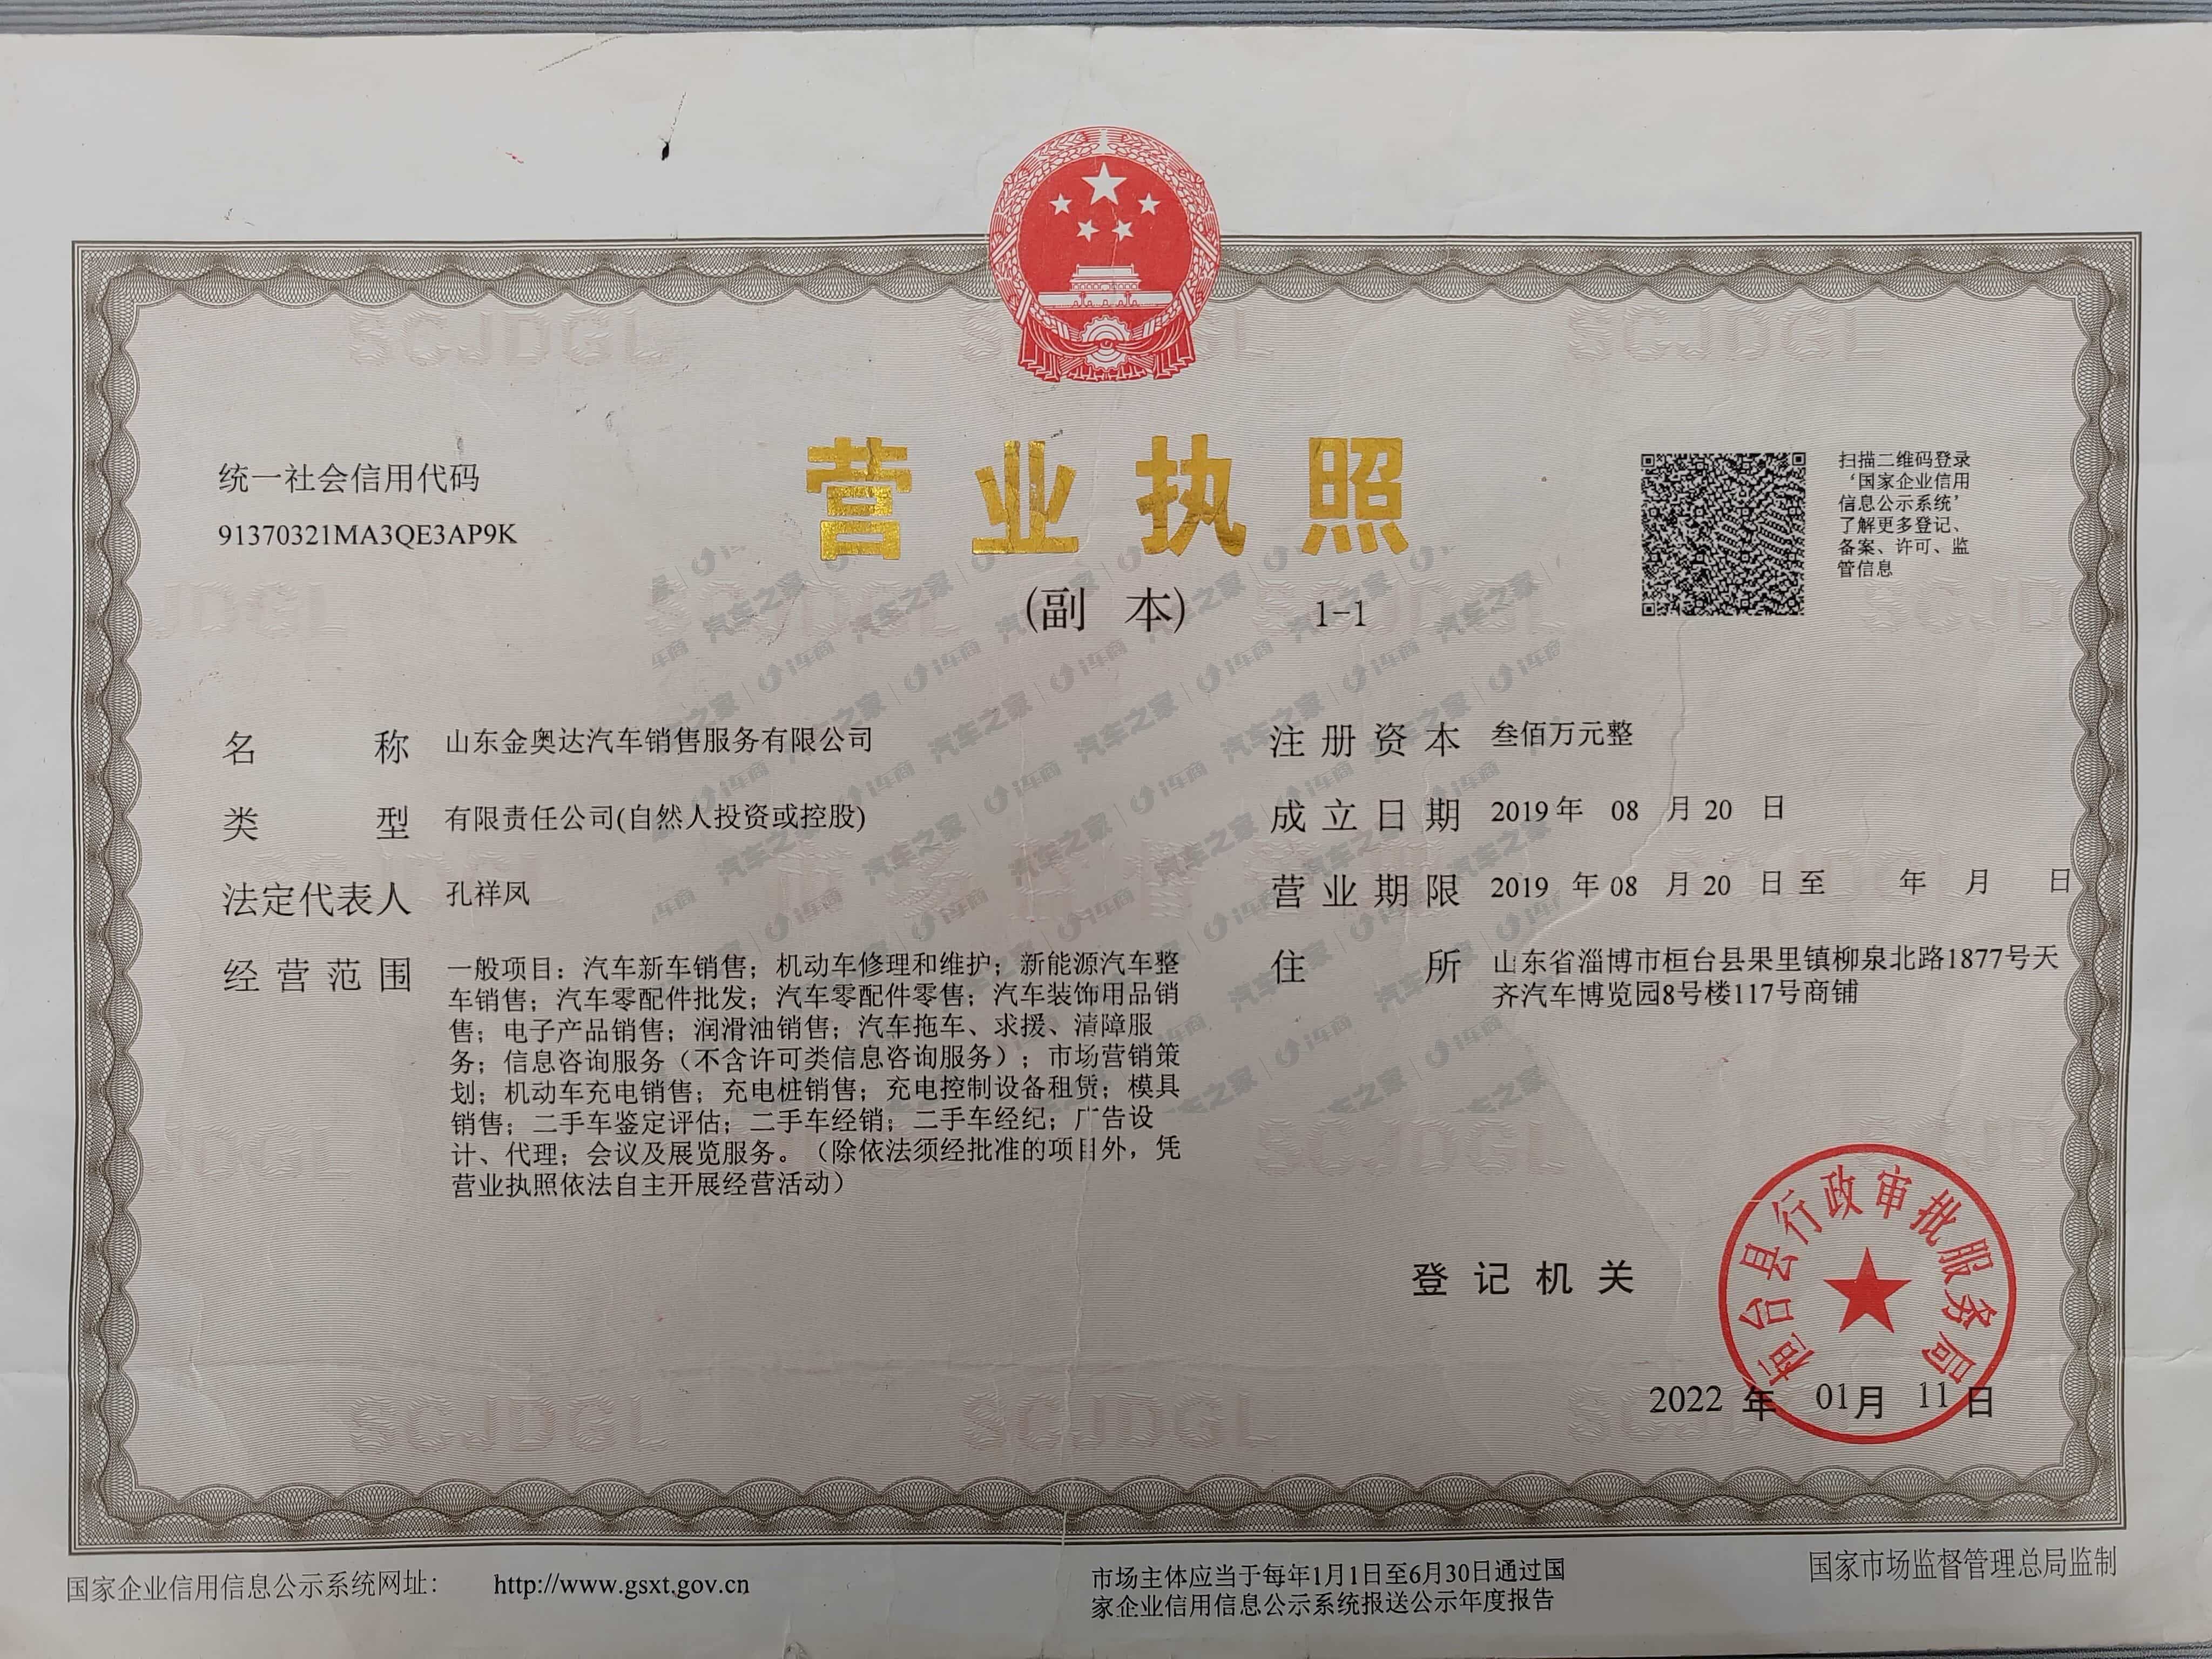 营业执照
(副 本) 1-1
统一社会信用代码
91370321MA3QE3AP9K
扫描二维码登录
‘国家企业信用
信息公示系统’
了解更多登记、
备案、许可、监
管信息
名 称 山东金奥达汽车销售服务有限公司
类 型 有限责任公司(自然人投资或控股)
法定代表人 孔祥凤
经营范围 一般项目：汽车新车销售；机动车修理和维护；新能源汽车整
车销售；汽车零配件批发；汽车零配件零售；汽车装饰用品销
售；电子产品销售；润滑油销售；汽车拖车、求援、清障服
务；信息咨询服务（不含许可类信息咨询服务）；市场营销策
划；机动车充电销售；充电桩销售；充电控制设备租赁；模具
销售；二手车鉴定评估；二手车经销；二手车经纪；广告设
计、代理；会议及展览服务。（除依法须经批准的项目外，凭
营业执照依法自主开展经营活动）
注册资本 叁佰万元整
成立日期 2019年 08 月 20 日
营业期限 2019 年 08 月 20 日至 年 月 日
住 所 山东省淄博市桓台县果里镇柳泉北路1877号天
齐汽车博览园8号楼117号商铺
登记机关
桓台县行政审批服务局
2022 年 01月 11日
国家企业信用信息公示系统网址： http://www.gsxt.gov.cn
市场主体应当于每年1月1日至6月30日通过国
家企业信用信息公示系统报送公示年度报告
国家市场监督管理总局监制
SCJDGL
汽车之家 | i车商